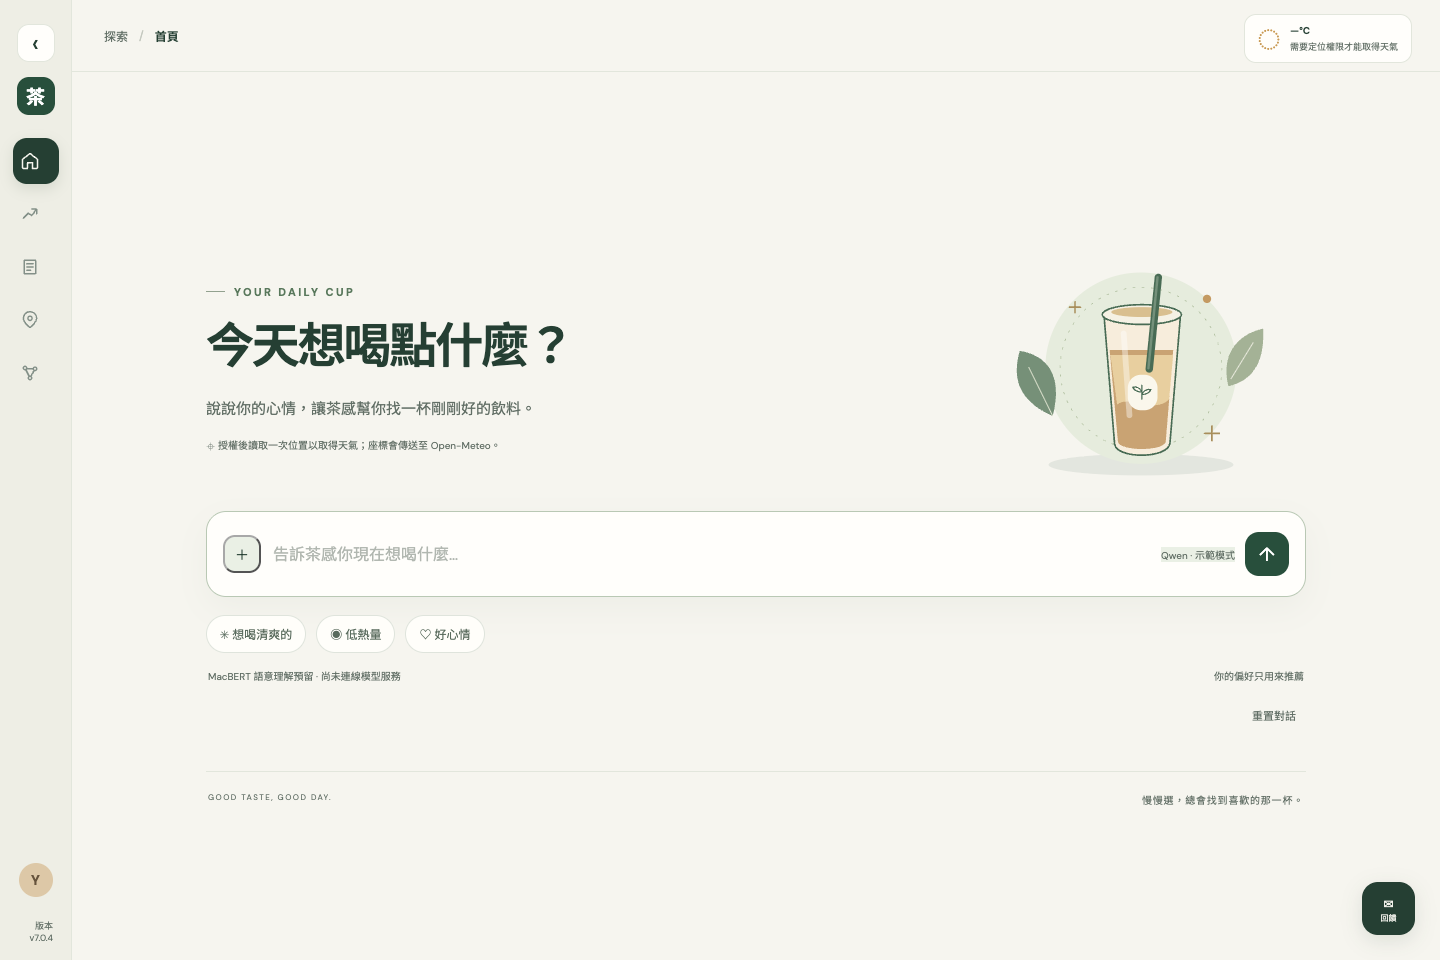 ‹
茶
探索 / 首頁
—°C
需要定位權限才能取得天氣
YOUR DAILY CUP
今天想喝點什麼？
說說你的心情，讓茶感幫你找一杯剛剛好的飲料。
⌖ 授權後讀取一次位置以取得天氣；座標會傳送至 Open-Meteo。
+ 告訴茶感你現在想喝什麼…
Qwen · 示範模式
✳ 想喝清爽的
◉ 低熱量
♡ 好心情
MacBERT 語意理解預留 · 尚未連線模型服務
你的偏好只用來推薦
重置對話
GOOD TASTE, GOOD DAY.
慢慢選，總會找到喜歡的那一杯。
Y
版本
v7.0.4
✉
回饋